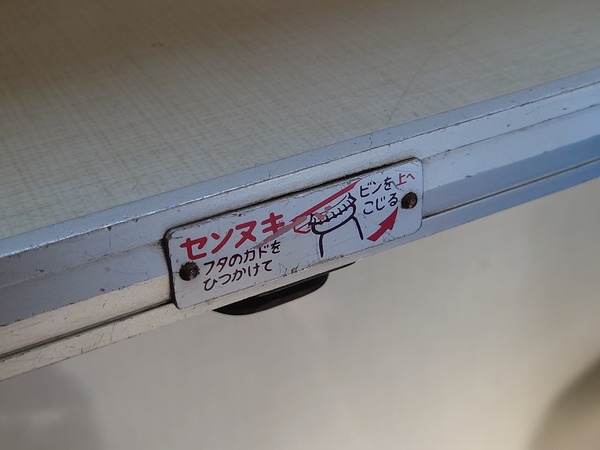 センヌキ
フタのカドを
ひつかけて
ビンを上へ
こじる